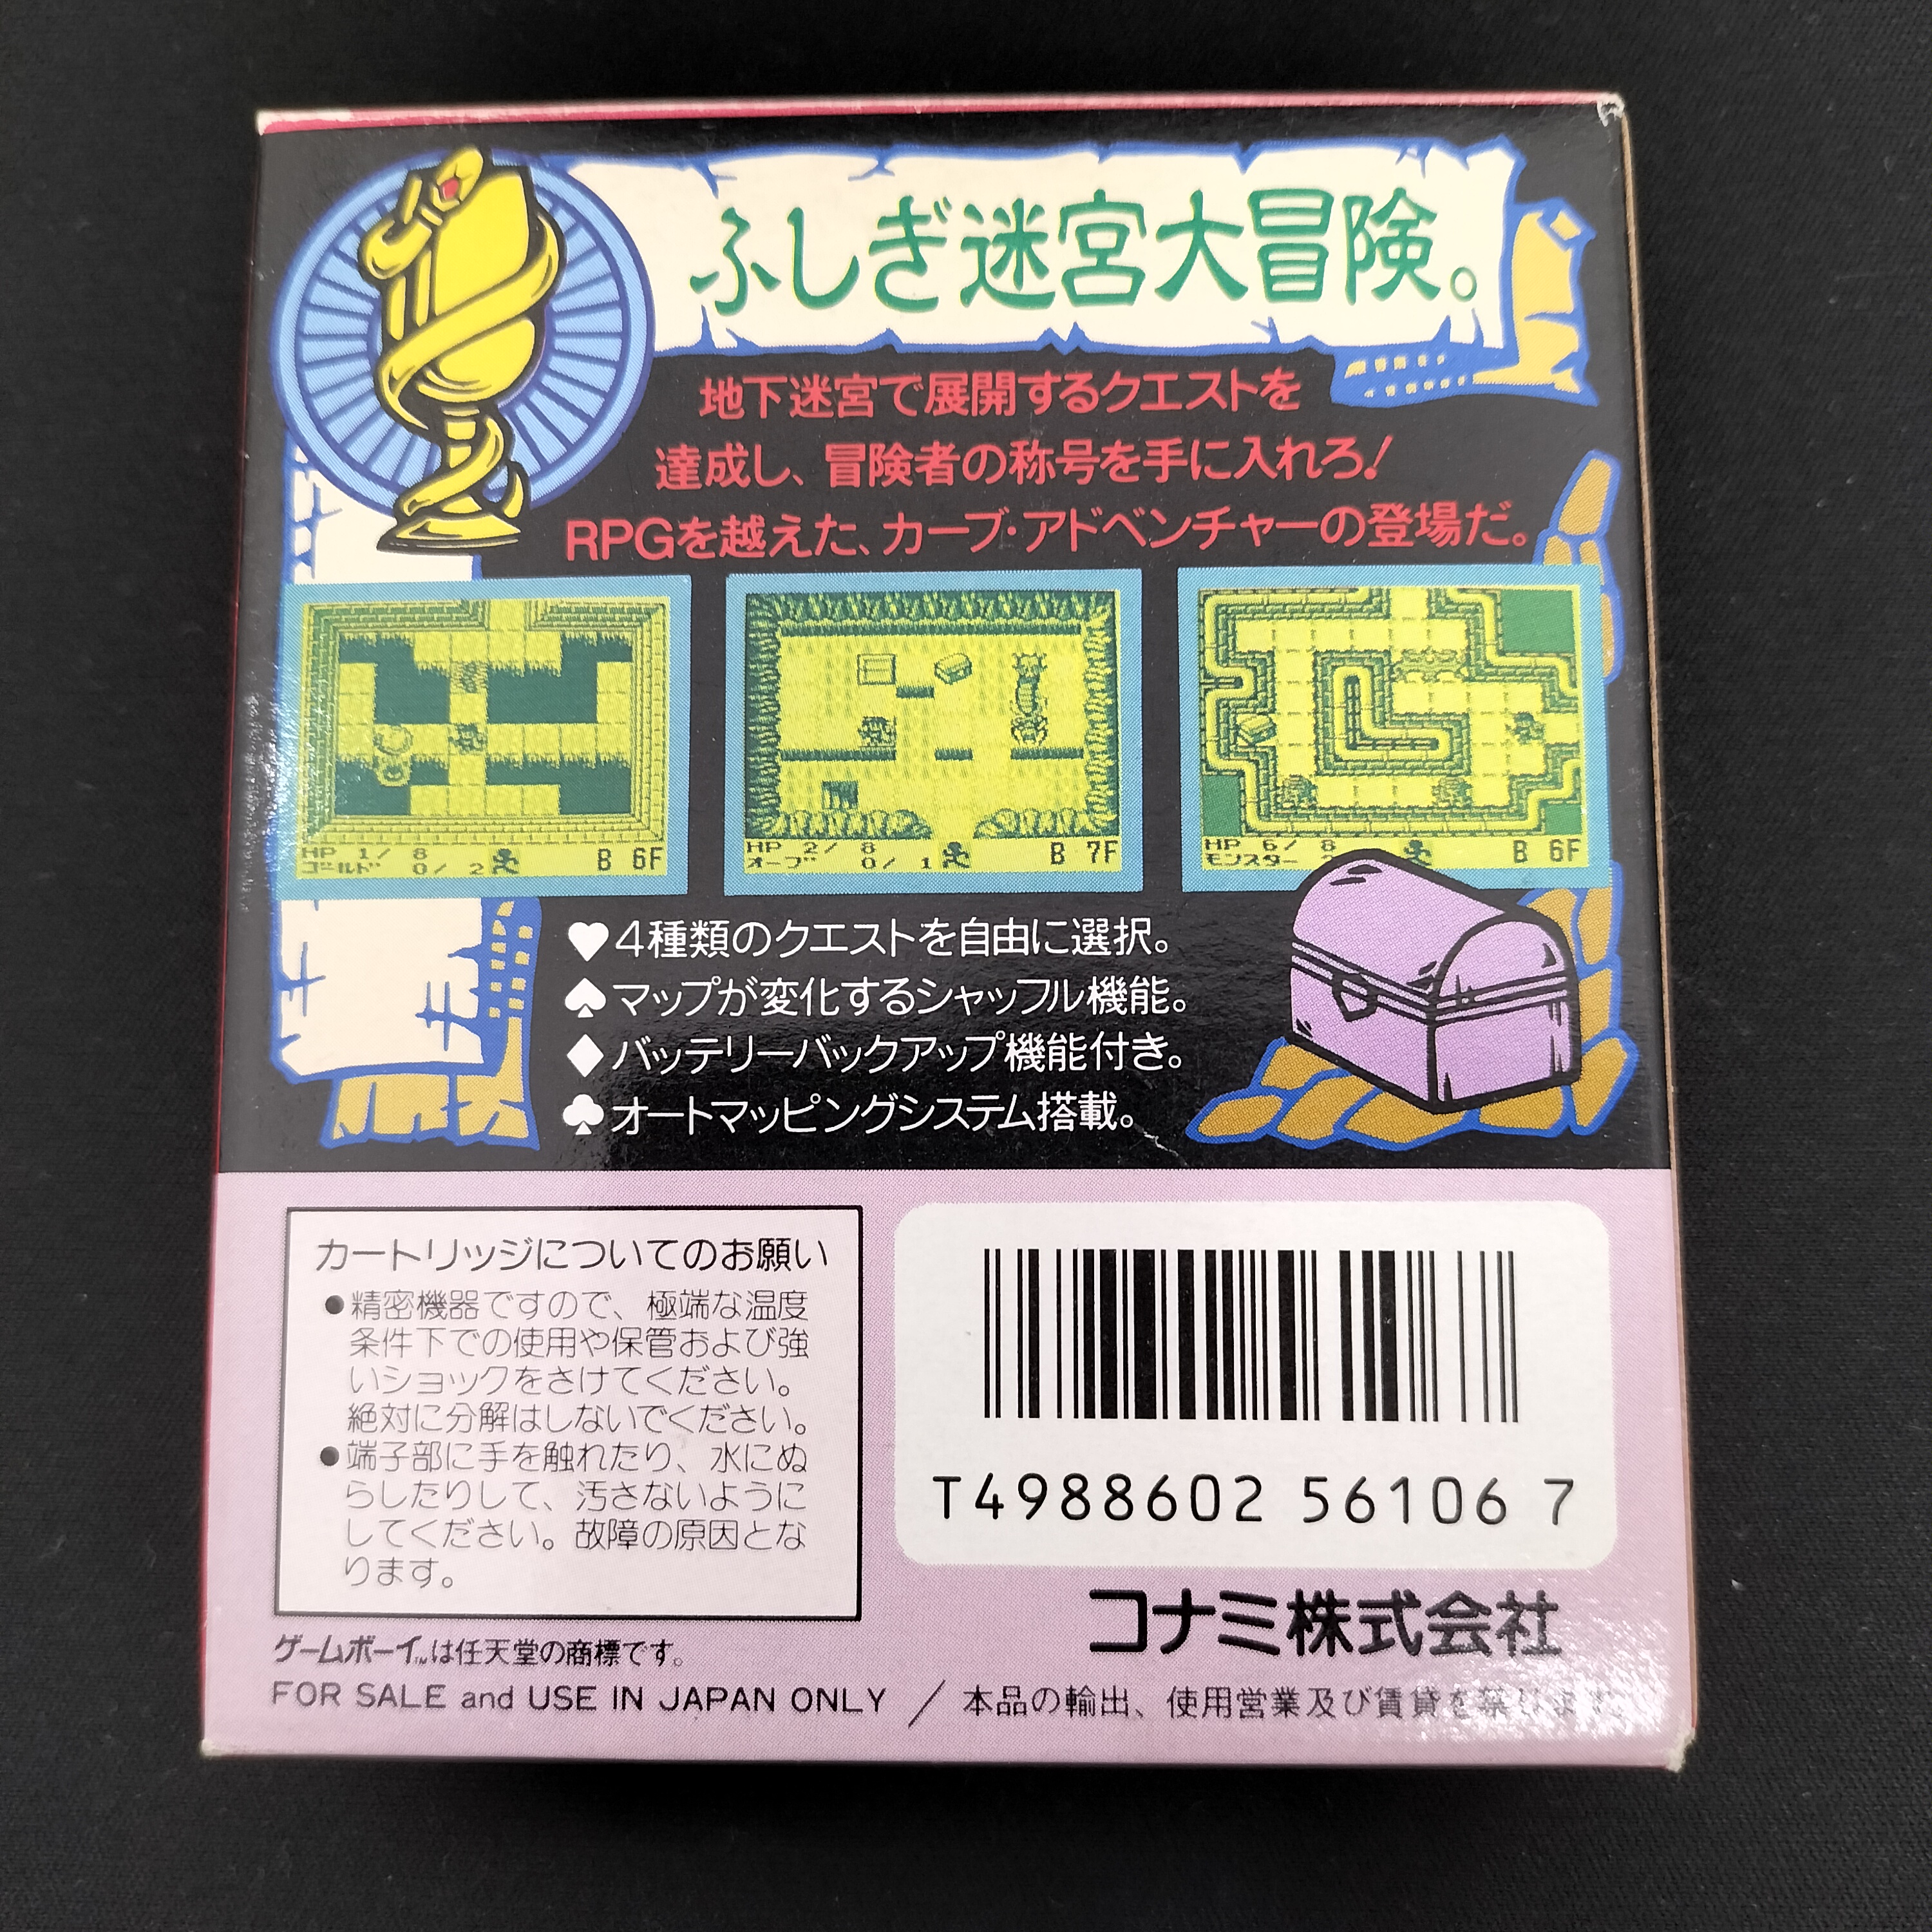 ふしぎ迷宮大冒険。
地下迷宮で展開するクエストを
達成し、冒険者の称号を手に入れろ!
RPGを越えた、カーブ・アドベンチャーの登場だ。
HP 1/ 8
ゴールド 0/ 2
B 6F
HP 2/ 8
オーブ 0/ 1
B 7F
HP 6/ 8
モンスター
B 6F
♥4種類のクエストを自由に選択。
♠マップが変化するシャッフル機能。
♦バッテリーバックアップ機能付き。
♣オートマッピングシステム搭載。
カートリッジについてのお願い
●精密機器ですので、極端な温度
条件下での使用や保管および強
いショックをさけてください。
絶対に分解はしないでください。
●端子部に手を触れたり、水にぬ
らしたりして、汚さないように
してください。故障の原因とな
ります。
T4988602 56106 7
コナミ株式会社
ゲームボーイ™は任天堂の商標です。
FOR SALE and USE IN JAPAN ONLY / 本品の輸出、使用営業及び賃貸を禁じます。